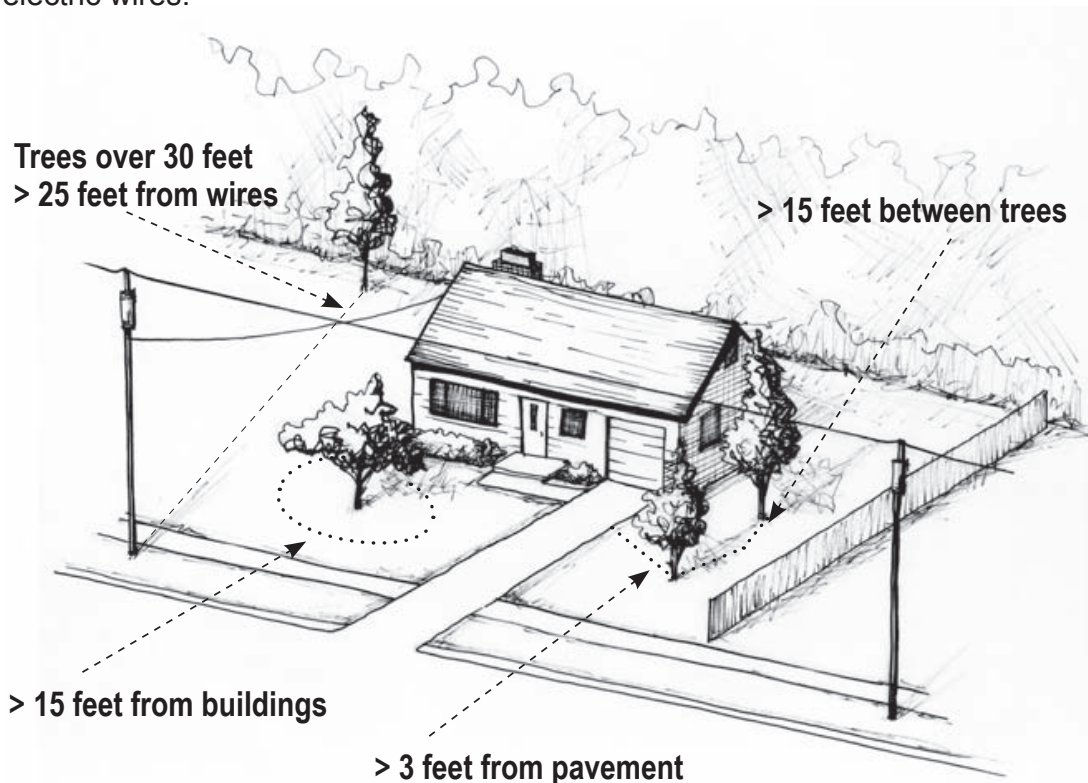 electric wires.
Trees over 30 feet
> 25 feet from wires
> 15 feet between trees
> 15 feet from buildings
> 3 feet from pavement